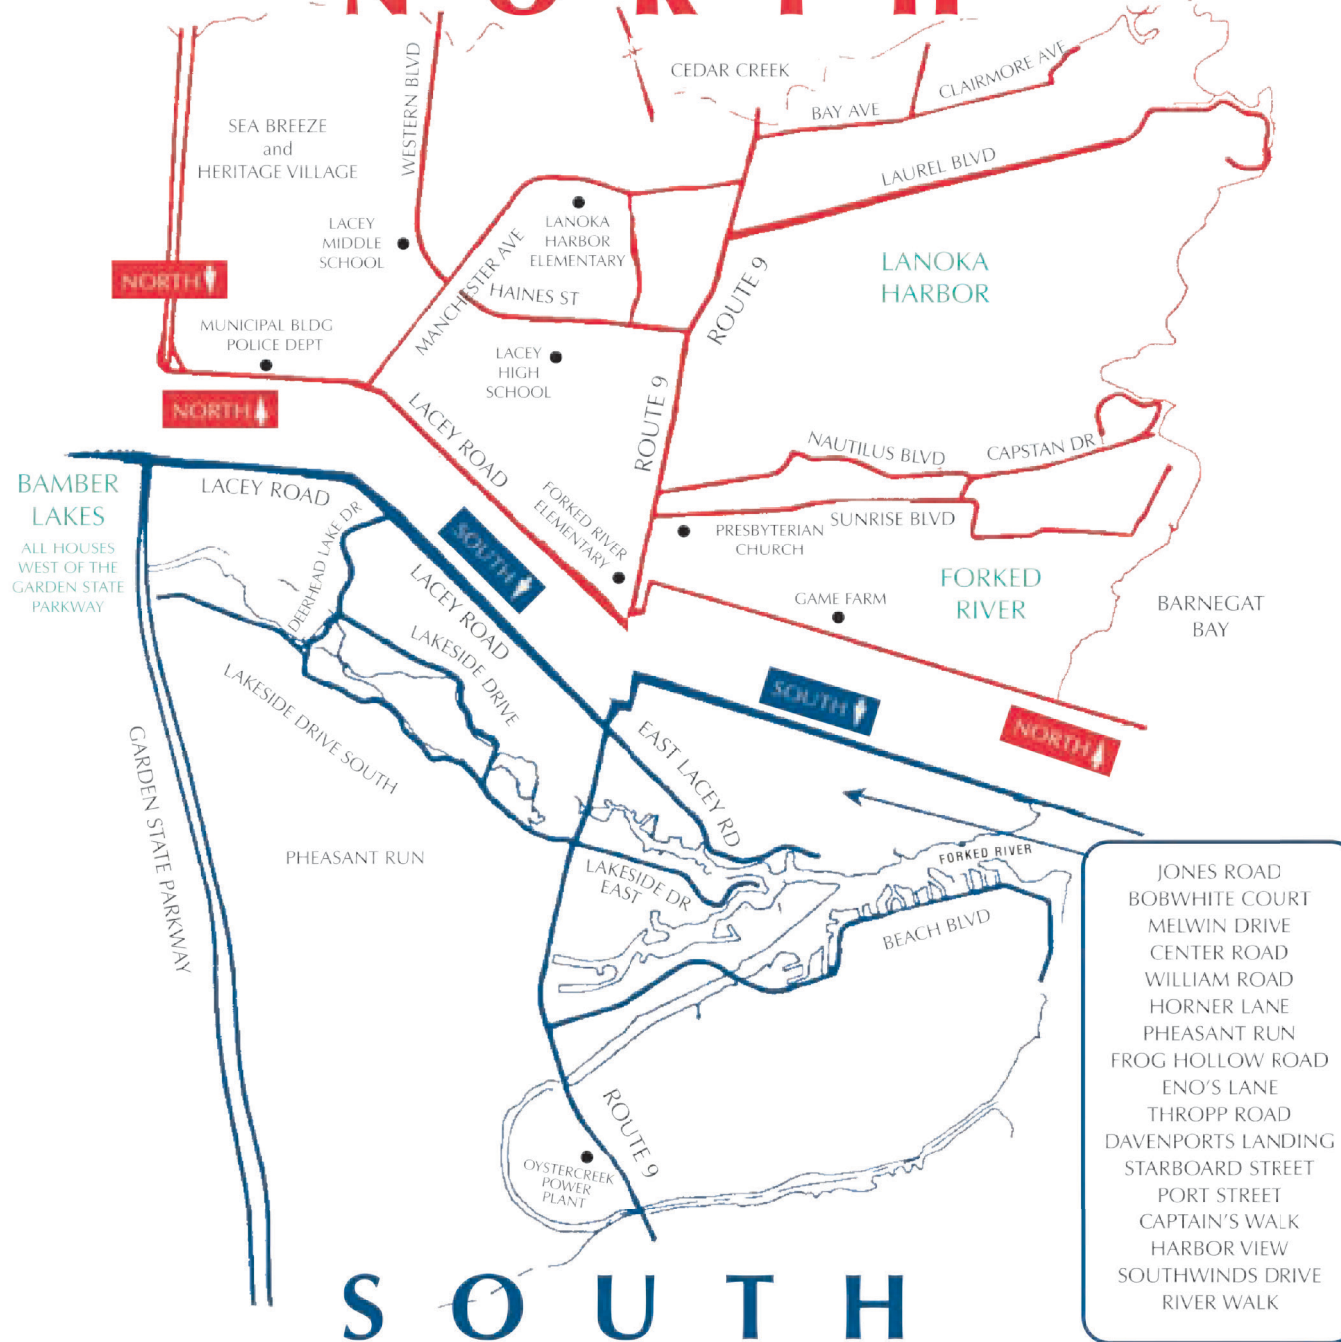 NORTH
CEDAR CREEK
CLAIRMORE AVE
BAY AVE
WESTERN BLVD
SEA BREEZE
and
HERITAGE VILLAGE
LAUREL BLVD
LACEY
MIDDLE
SCHOOL
LANOKA
HARBOR
ELEMENTARY
MANCHESTER AVE
HAINES ST
ROUTE 9
LANOKA
HARBOR
NORTH
MUNICIPAL BLDG
POLICE DEPT
LACEY
HIGH
SCHOOL
NORTH
LACEY ROAD
ROUTE 9
NAUTILUS BLVD
CAPSTAN DR
BAMBER
LAKES
ALL HOUSES
WEST OF THE
GARDEN STATE
PARKWAY
LACEY ROAD
DEERHEAD LAKE DR
SOUTH
FORKED RIVER
ELEMENTARY
PRESBYTERIAN
CHURCH
SUNRISE BLVD
FORKED
RIVER
GAME FARM
BARNEGAT
BAY
LACEY ROAD
LAKESIDE DRIVE
LAKESIDE DRIVE SOUTH
SOUTH
NORTH
EAST LACEY RD
GARDEN STATE PARKWAY
PHEASANT RUN
LAKESIDE DR
EAST
FORKED RIVER
BEACH BLVD
ROUTE 9
OYSTERCREEK
POWER
PLANT
JONES ROAD
BOBWHITE COURT
MELWIN DRIVE
CENTER ROAD
WILLIAM ROAD
HORNER LANE
PHEASANT RUN
FROG HOLLOW ROAD
ENO'S LANE
THROPP ROAD
DAVENPORTS LANDING
STARBOARD STREET
PORT STREET
CAPTAIN'S WALK
HARBOR VIEW
SOUTHWINDS DRIVE
RIVER WALK
SOUTH